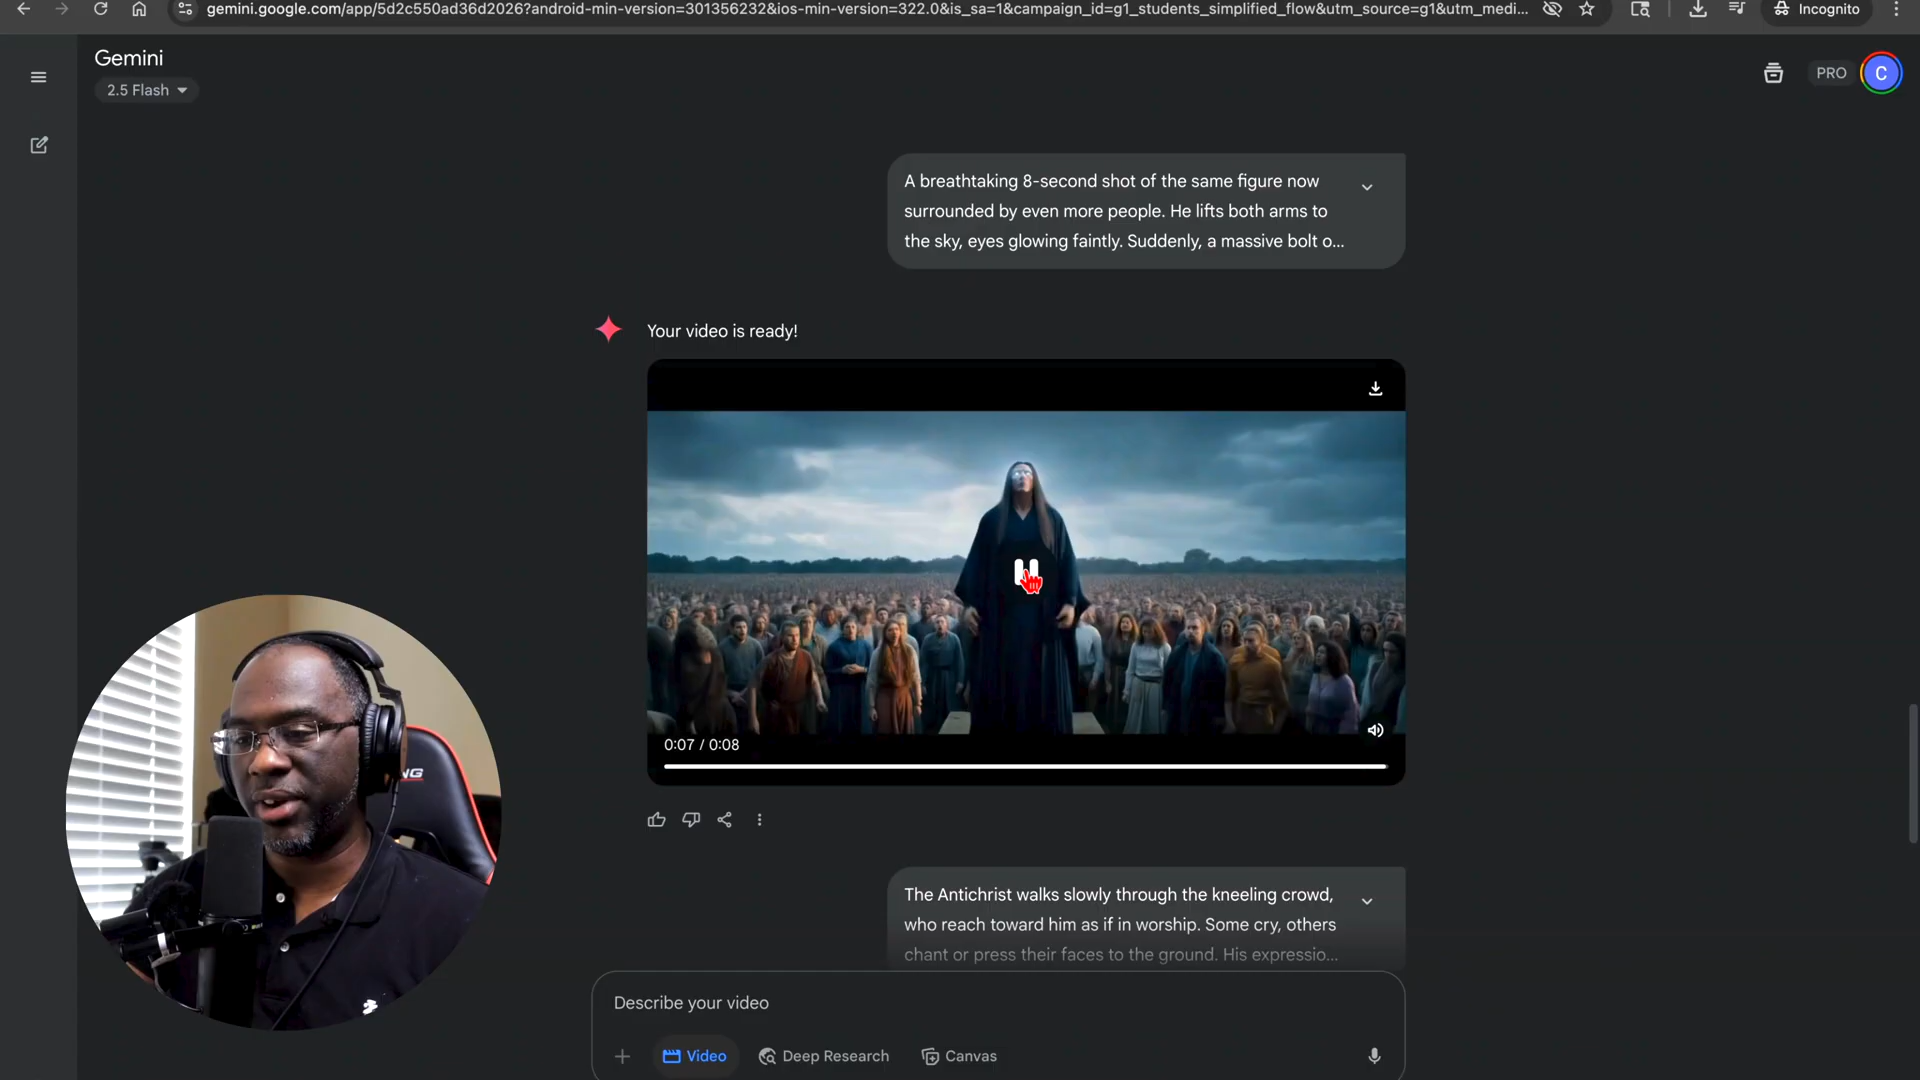 gemini.google.com/app/5d2c550ad36d2026?android-min-version=301356232&ios-min-version=322.0&is_sa=1&campaign_id=g1_students_simplified_flow&utm_source=g1&utm_medi...
Incognito
Gemini
2.5 Flash
PRO
C
A breathtaking 8-second shot of the same figure now
surrounded by even more people. He lifts both arms to
the sky, eyes glowing faintly. Suddenly, a massive bolt o...
Your video is ready!
0:07 / 0:08
NG
The Antichrist walks slowly through the kneeling crowd,
who reach toward him as if in worship. Some cry, others
chant or press their faces to the ground. His expressio...
Describe your video
Video
Deep Research
Canvas